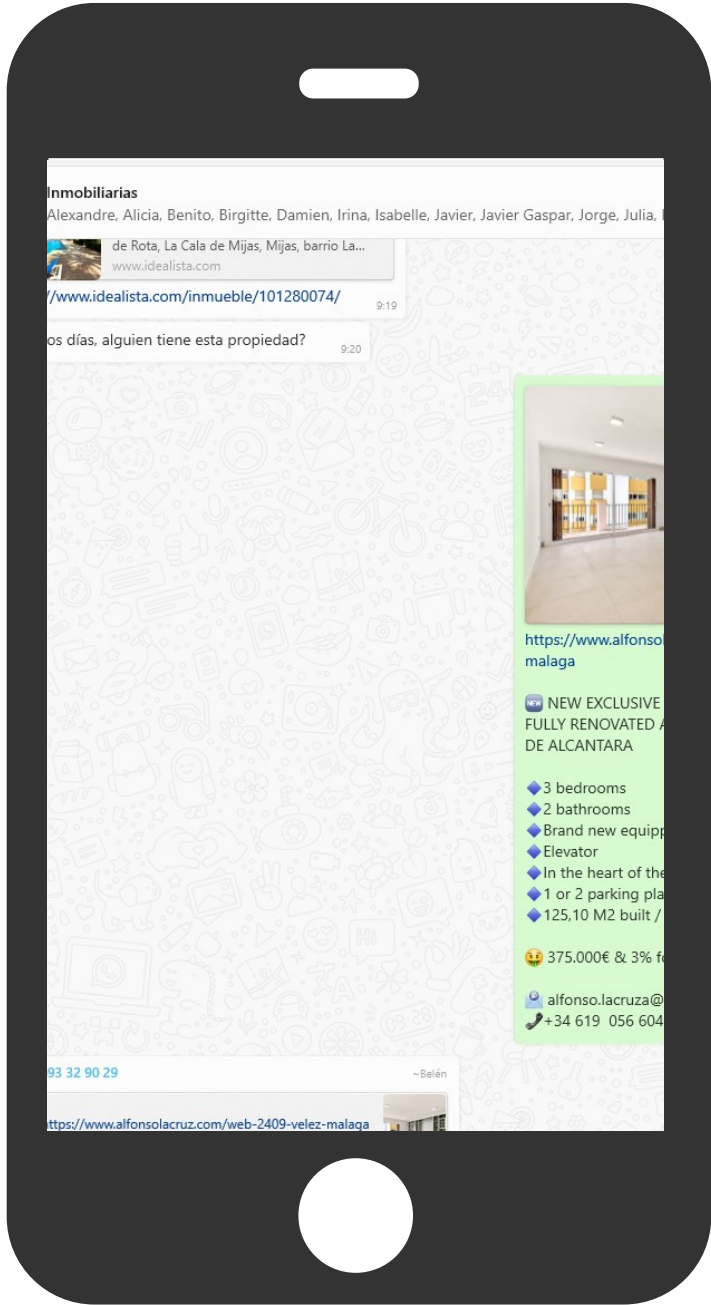 Inmobiliarias
Alexandre, Alicia, Benito, Birgitte, Damien, Irina, Isabelle, Javier, Javier Gaspar, Jorge, Julia,
de Rota, La Cala de Mijas, Mijas, barrio La...
www.idealista.com
//www.idealista.com/inmueble/101280074/
9:19
os días, alguien tiene esta propiedad?
9:20
https://www.alfonsol
malaga
NEW NEW EXCLUSIVE
FULLY RENOVATED A
DE ALCANTARA
3 bedrooms
2 bathrooms
Brand new equipp
Elevator
In the heart of the
1 or 2 parking pla
125,10 M2 built /
375.000€ & 3% fo
alfonso.lacruza@
+34 619 056 604
93 32 90 29
~Belén
ttps://www.alfonsolacruz.com/web-2409-velez-malaga